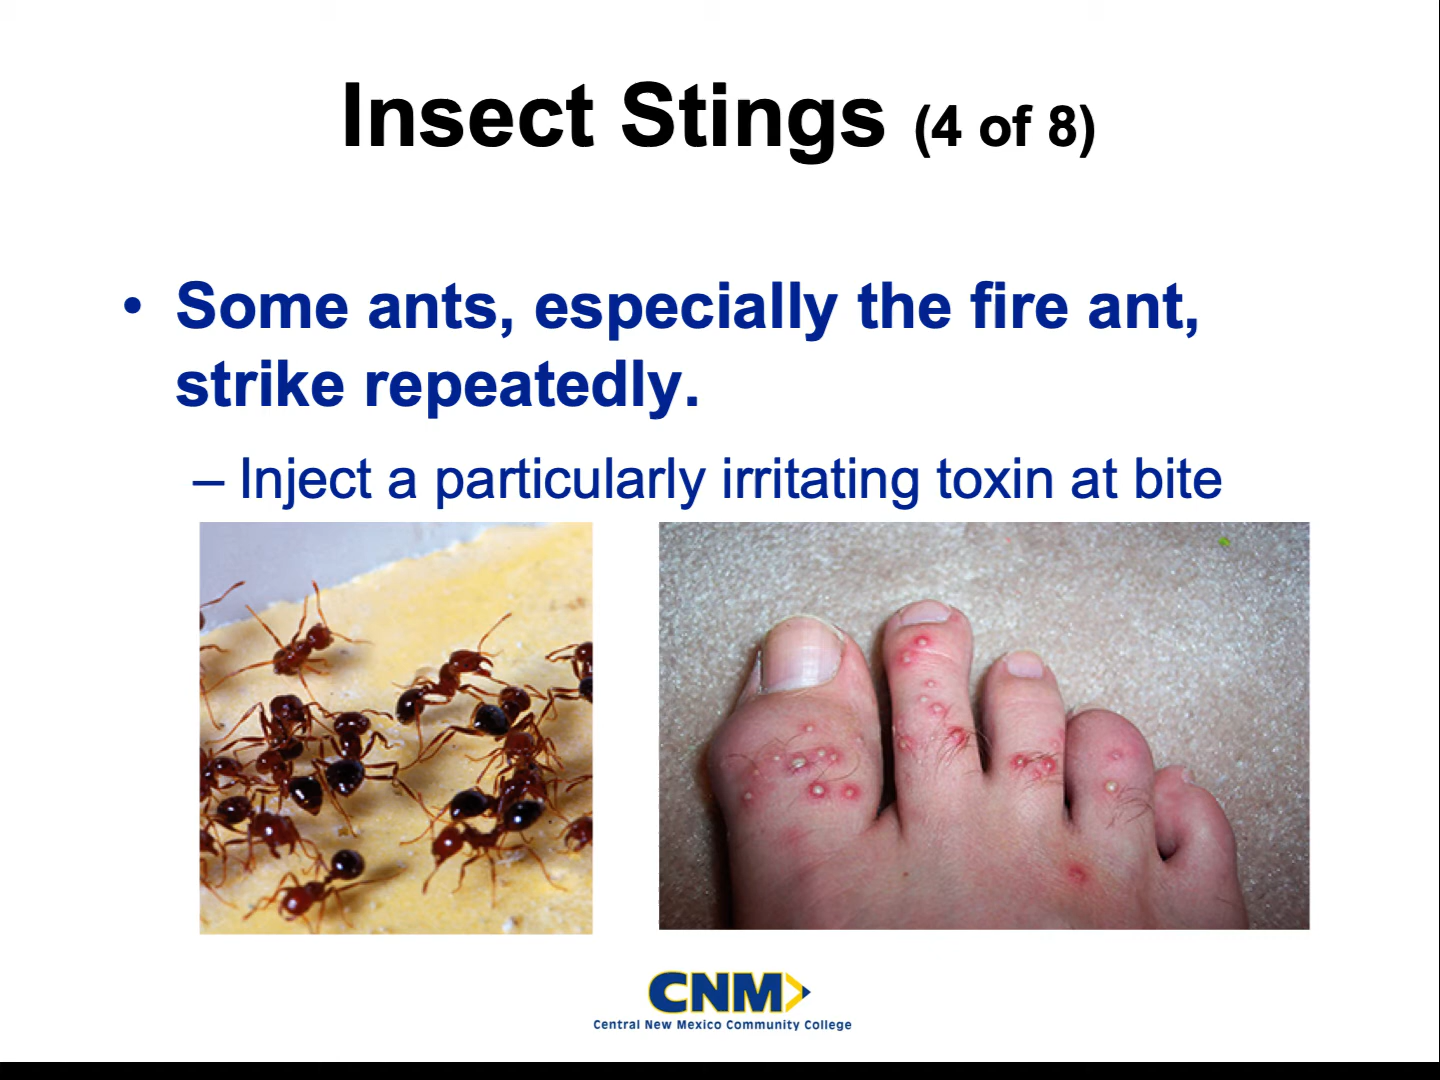 Insect Stings (4 of 8)
• Some ants, especially the fire ant,
strike repeatedly.
– Inject a particularly irritating toxin at bite
CNM
Central New Mexico Community College